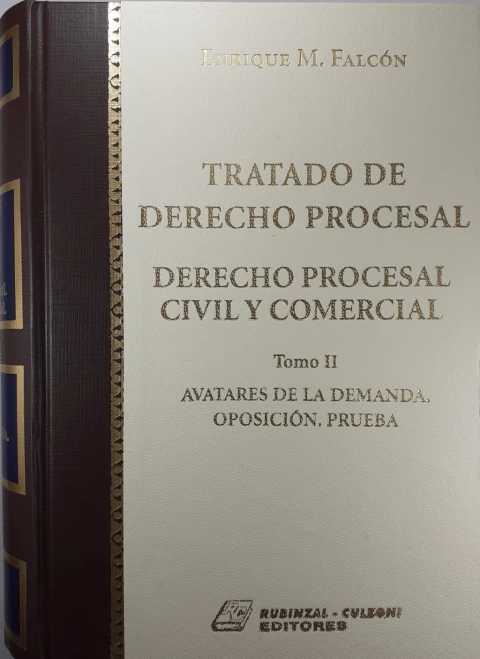 ENRIQUE M. FALCÓN
TRATADO DE
DERECHO PROCESAL
DERECHO PROCESAL
CIVIL Y COMERCIAL
Tomo II
AVATARES DE LA DEMANDA,
OPOSICIÓN, PRUEBA
RUBINZAL - CULZONI
EDITORES